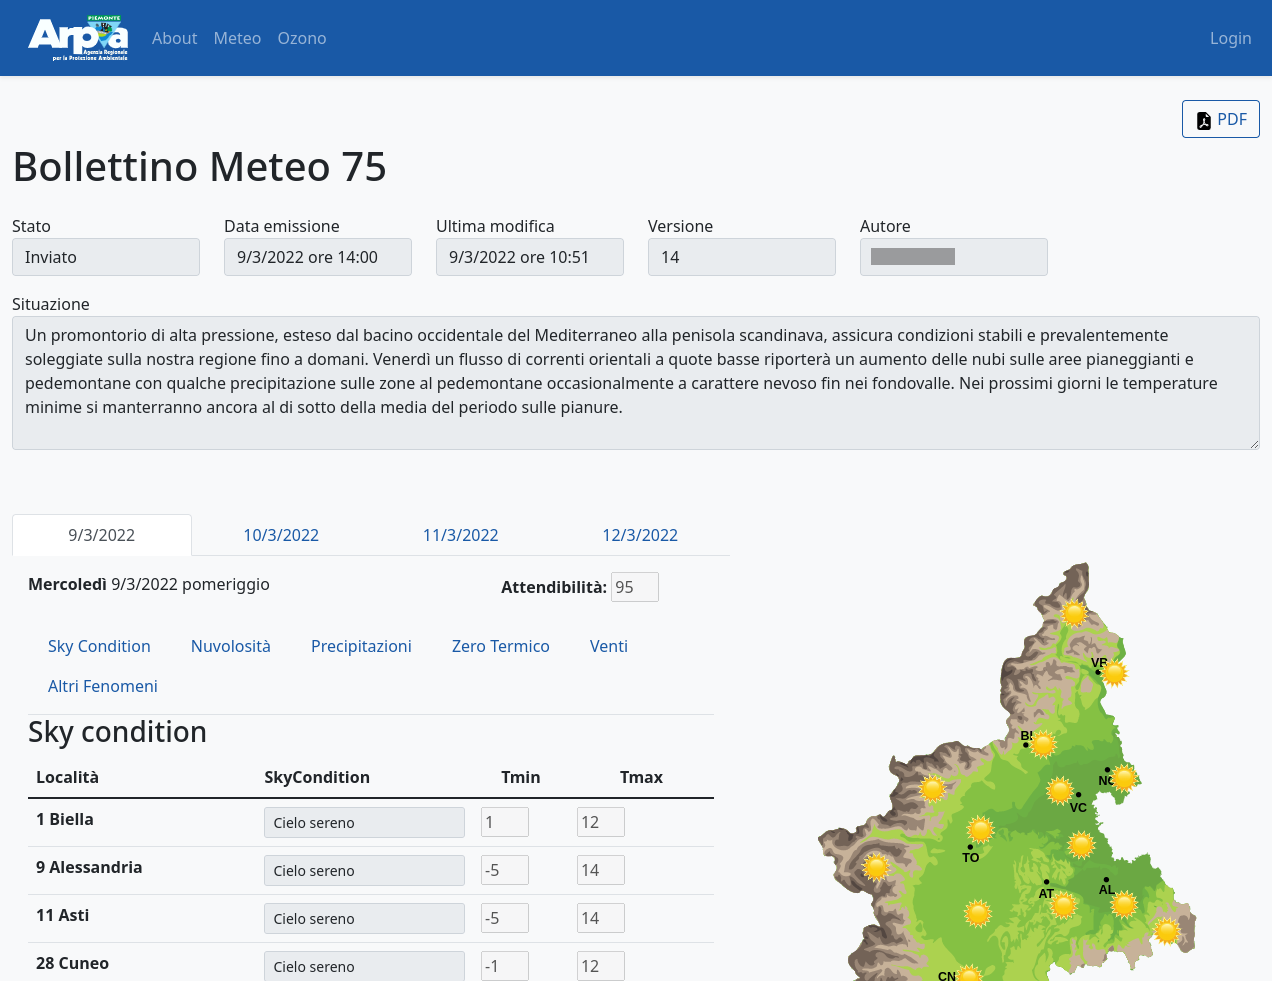 PIEMONTE
Arpa
Agenzia Regionale
per la Protezione Ambientale
About Meteo Ozono Login
PDF
Bollettino Meteo 75
Stato Data emissione Ultima modifica Versione Autore
Inviato 9/3/2022 ore 14:00 9/3/2022 ore 10:51 14
Situazione
Un promontorio di alta pressione, esteso dal bacino occidentale del Mediterraneo alla penisola scandinava, assicura condizioni stabili e prevalentemente
soleggiate sulla nostra regione fino a domani. Venerdì un flusso di correnti orientali a quote basse riporterà un aumento delle nubi sulle aree pianeggianti e
pedemontane con qualche precipitazione sulle zone al pedemontane occasionalmente a carattere nevoso fin nei fondovalle. Nei prossimi giorni le temperature
minime si manterranno ancora al di sotto della media del periodo sulle pianure.
9/3/2022 10/3/2022 11/3/2022 12/3/2022
Mercoledì 9/3/2022 pomeriggio Attendibilità: 95
Sky Condition Nuvolosità Precipitazioni Zero Termico Venti
Altri Fenomeni
Sky condition
Località SkyCondition Tmin Tmax
1 Biella Cielo sereno 1 12
9 Alessandria Cielo sereno -5 14
11 Asti Cielo sereno -5 14
28 Cuneo Cielo sereno -1 12
VB
BI
NO
VC
TO
AT
AL
CN